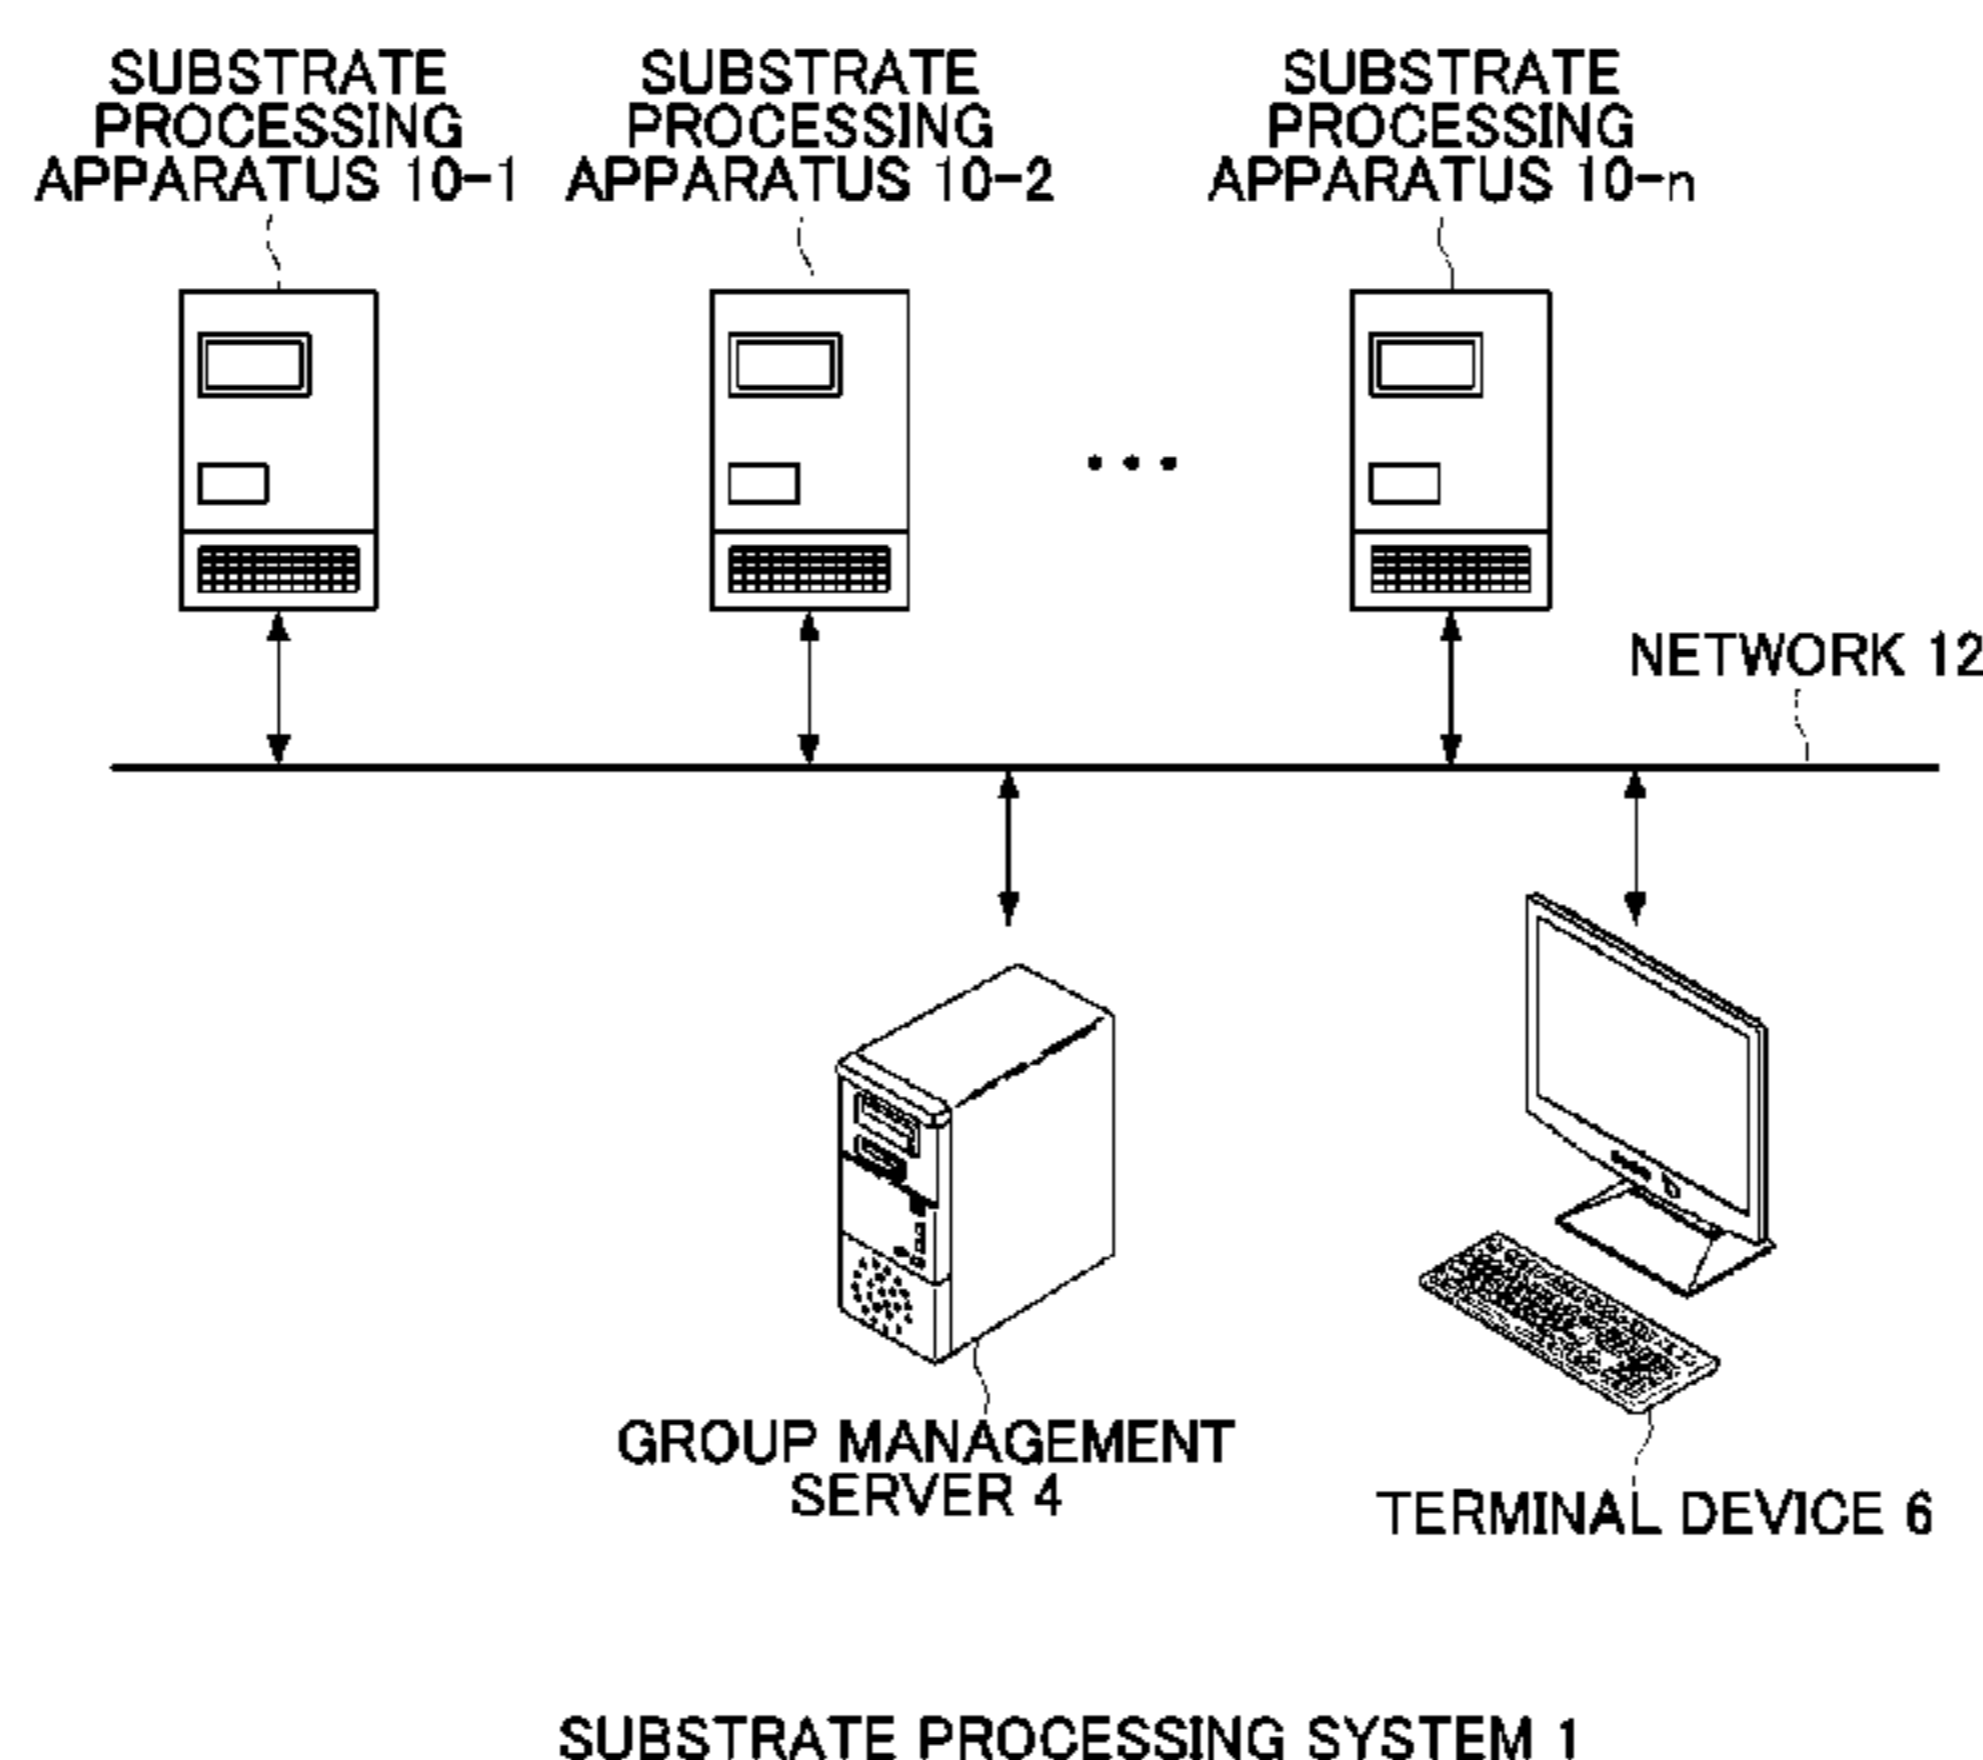 SUBSTRATE
PROCESSING
APPARATUS 10-1
SUBSTRATE
PROCESSING
APPARATUS 10-2
SUBSTRATE
PROCESSING
APPARATUS 10-n
NETWORK 12
GROUP MANAGEMENT
SERVER 4
TERMINAL DEVICE 6
SUBSTRATE PROCESSING SYSTEM 1